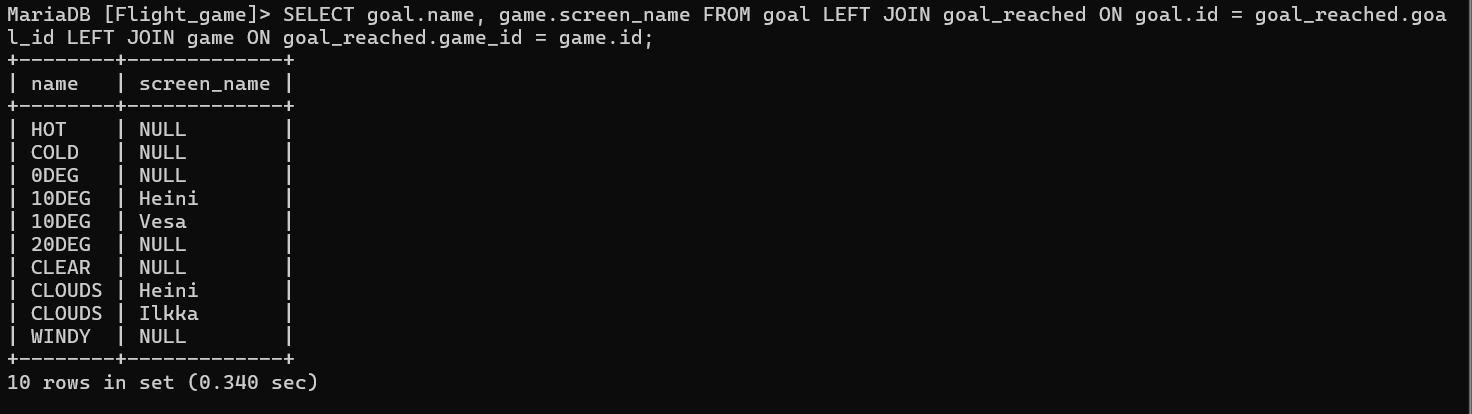 MariaDB [Flight_game]> SELECT goal.name, game.screen_name FROM goal LEFT JOIN goal_reached ON goal.id = goal_reached.goa
l_id LEFT JOIN game ON goal_reached.game_id = game.id;
+--------+-------------+
| name   | screen_name |
+--------+-------------+
| HOT    | NULL        |
| COLD   | NULL        |
| 0DEG   | NULL        |
| 10DEG  | Heini       |
| 10DEG  | Vesa        |
| 20DEG  | NULL        |
| CLEAR  | NULL        |
| CLOUDS | Heini       |
| CLOUDS | Ilkka       |
| WINDY  | NULL        |
+--------+-------------+
10 rows in set (0.340 sec)